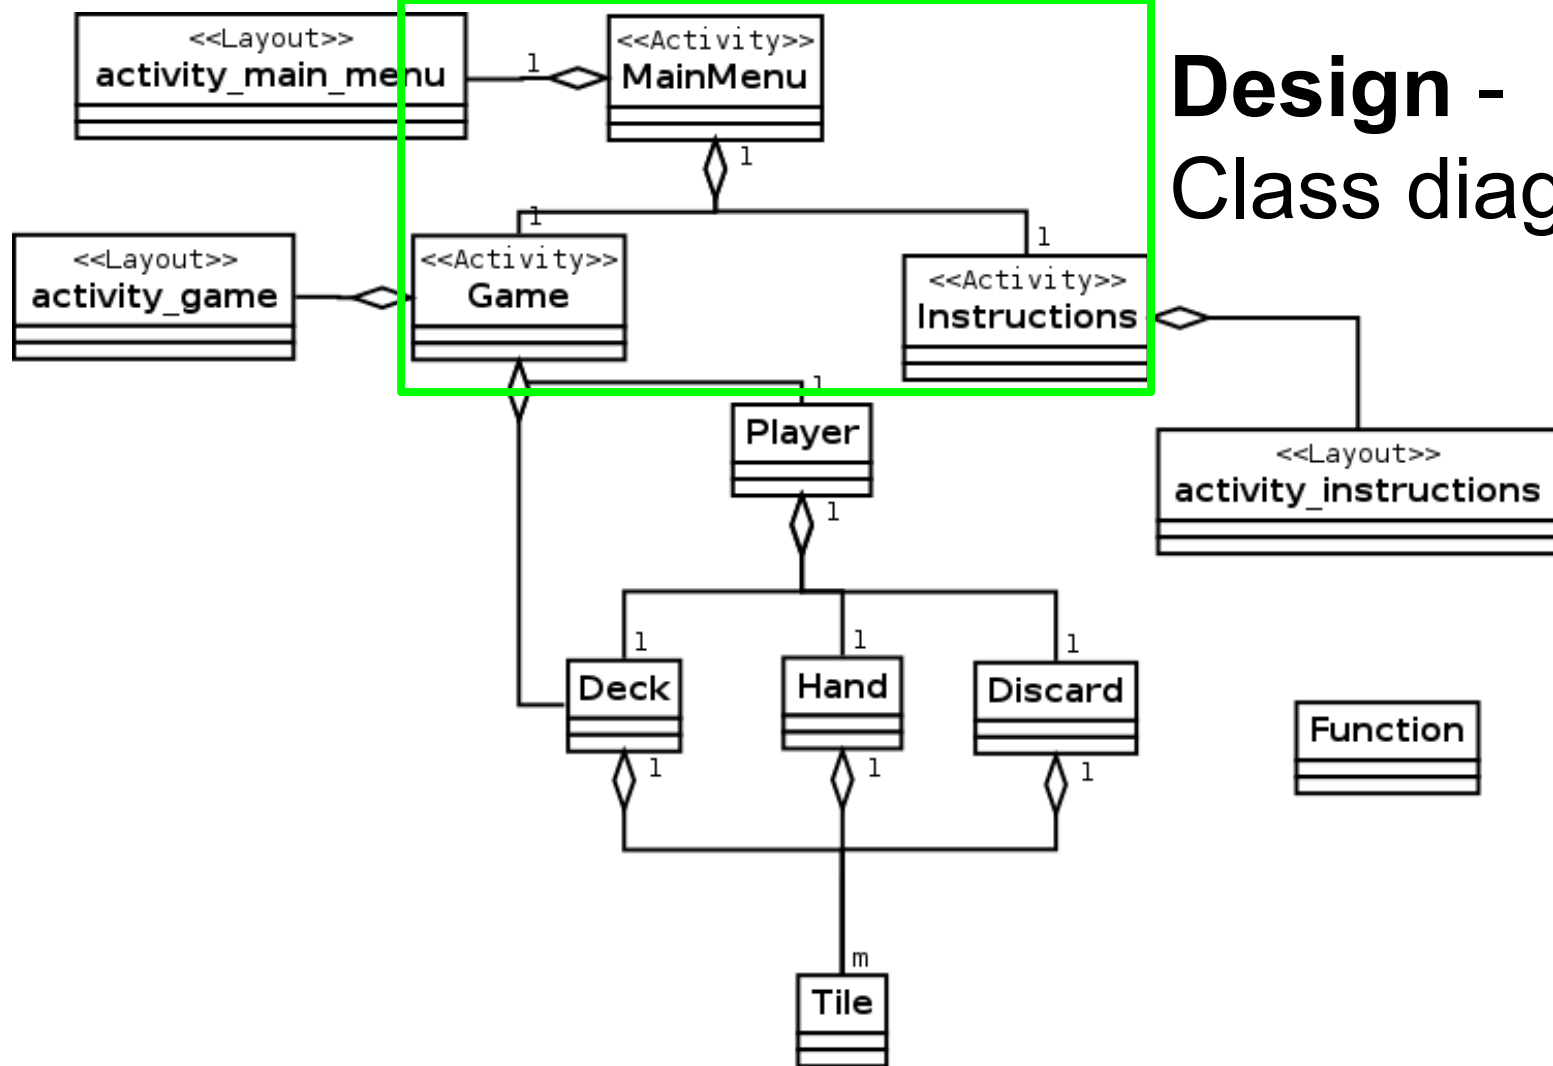 <<Layout>>
activity_main_menu
1
<<Activity>>
MainMenu
1
Design -
Class diag
1
1
<<Layout>>
activity_game
<<Activity>>
Game
<<Activity>>
Instructions
1
Player
1
<<Layout>>
activity_instructions
1
1
1
Deck
Hand
Discard
Function
1
1
1
m
Tile